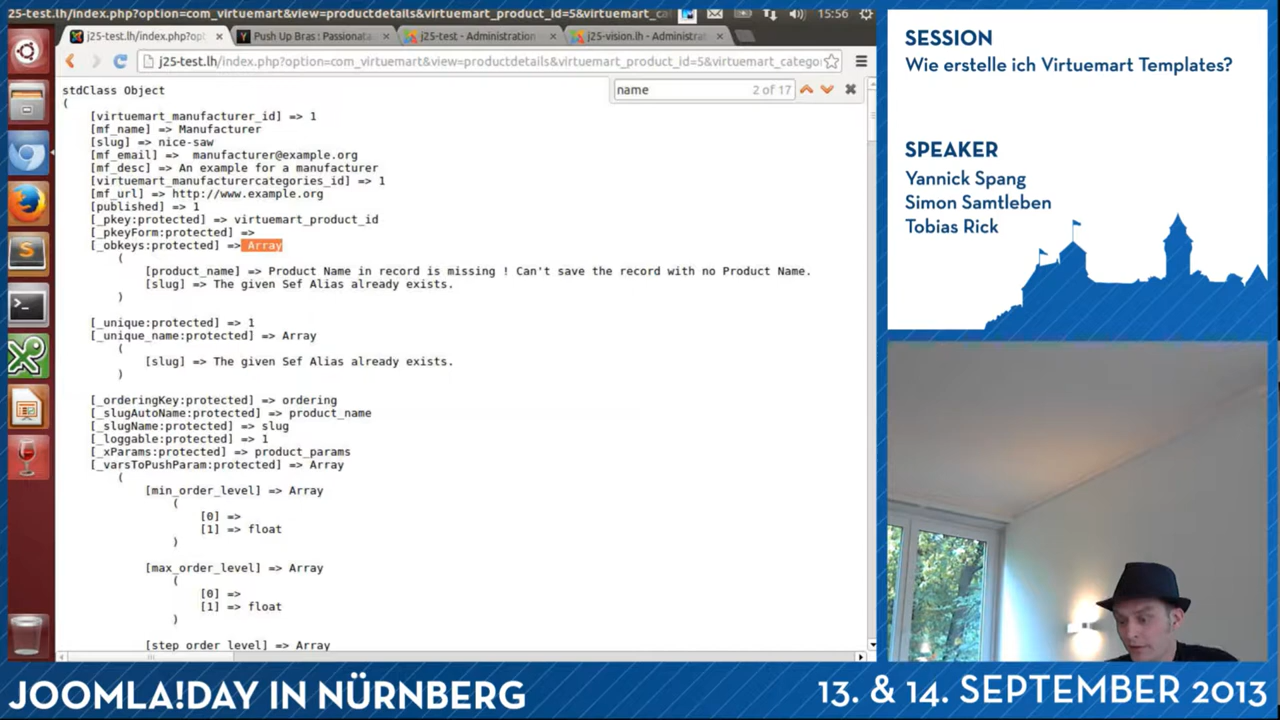 25-test.lh/index.php?option=com_virtuemart&view=productdetails&virtuemart_product_id=5&virtuemart_ca
15:56
j25-test.lh/index.php?opt
Push Up Bras : Passionata
j25-test - Administration
j25-vision.lh - Administra
j25-test.lh/index.php?option=com_virtuemart&view=productdetails&virtuemart_product_id=5&virtuemart_catego
name
2 of 17
stdClass Object
(
[virtuemart_manufacturer_id] => 1
[mf_name] => Manufacturer
[slug] => nice-saw
[mf_email] => manufacturer@example.org
[mf_desc] => An example for a manufacturer
[virtuemart_manufacturercategories_id] => 1
[mf_url] => http://www.example.org
[published] => 1
[_pkey:protected] => virtuemart_product_id
[_pkeyForm:protected] =>
[_obkeys:protected] => Array
(
[product_name] => Product Name in record is missing ! Can't save the record with no Product Name.
[slug] => The given Sef Alias already exists.
)
[_unique:protected] => 1
[_unique_name:protected] => Array
(
[slug] => The given Sef Alias already exists.
)
[_orderingKey:protected] => ordering
[_slugAutoName:protected] => product_name
[_slugName:protected] => slug
[_loggable:protected] => 1
[_xParams:protected] => product_params
[_varsToPushParam:protected] => Array
(
[min_order_level] => Array
(
[0] =>
[1] => float
)
[max_order_level] => Array
(
[0] =>
[1] => float
)
[step order level] => Array
SESSION
Wie erstelle ich Virtuemart Templates?
SPEAKER
Yannick Spang
Simon Samtleben
Tobias Rick
JOOMLA!DAY IN NÜRNBERG
13. & 14. SEPTEMBER 2013